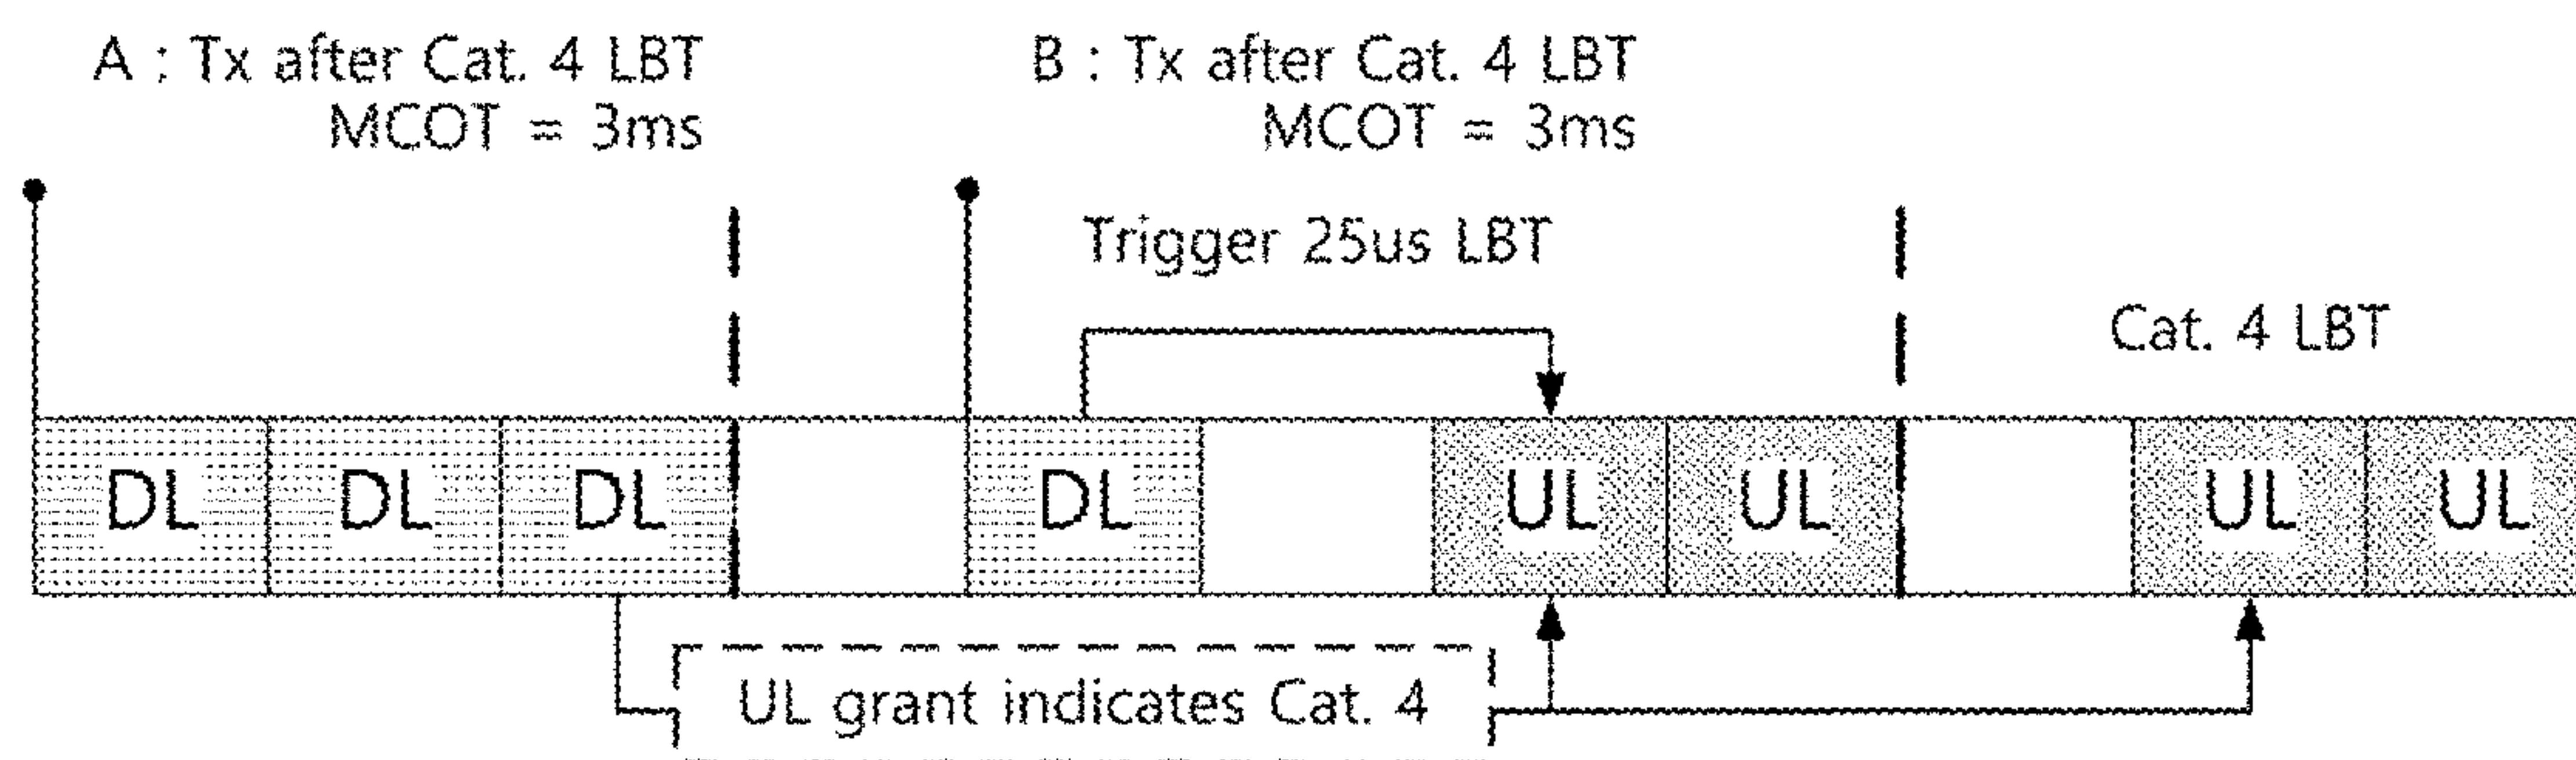 A : Tx after Cat. 4 LBT
MCOT = 3ms
B : Tx after Cat. 4 LBT
MCOT = 3ms
Trigger 25us LBT
Cat. 4 LBT
DL DL DL DL UL UL UL UL
UL grant indicates Cat. 4